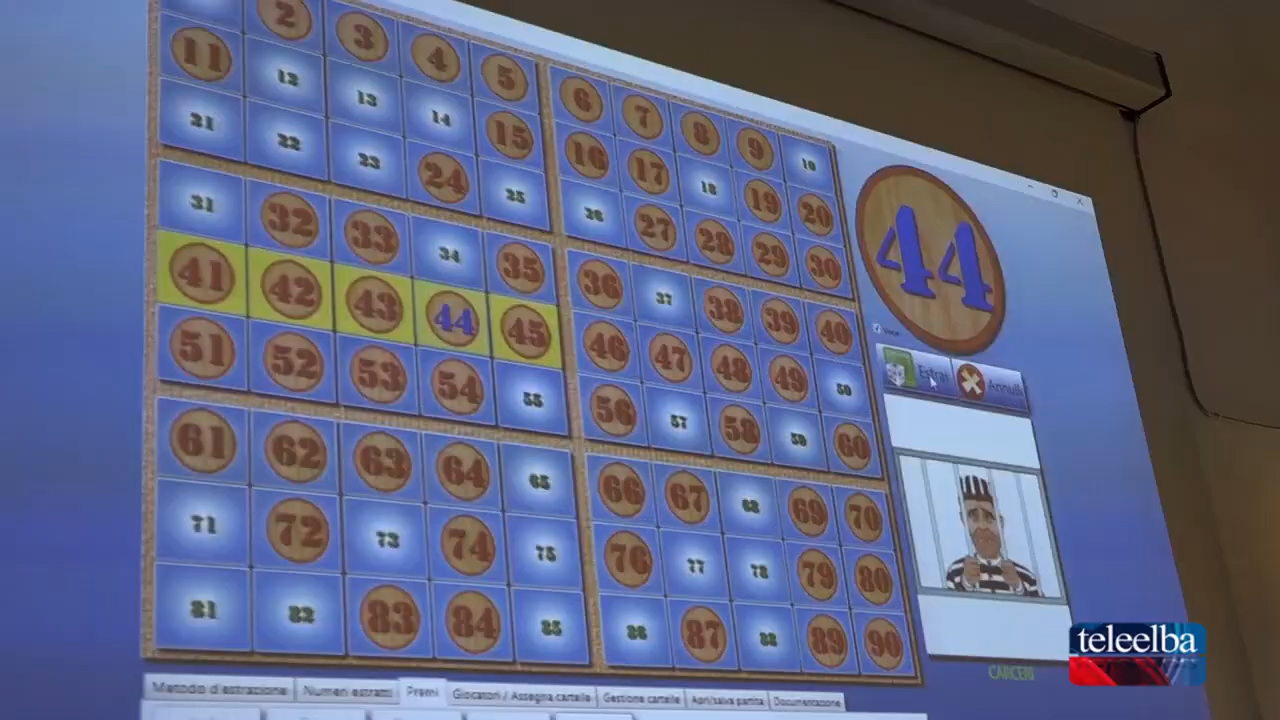 2 3 4 5 6 7 8 9 10
11 12 13 14 15 16 17 18 19 20
21 22 23 24 25 26 27 28 29 30
31 32 33 34 35 36 37 38 39 40
41 42 43 44 45 46 47 48 49 50
51 52 53 54 55 56 57 58 59 60
61 62 63 64 65 66 67 68 69 70
71 72 73 74 75 76 77 78 79 80
81 82 83 84 85 86 87 88 89 90
44
Voce
Estrai
Annulla
CARCERI
Metodo d'estrazione Numeri estratti Premi Giocatori / Assegna cartelle Gestione cartelle Apri/salva partita Documentazione
teleelba